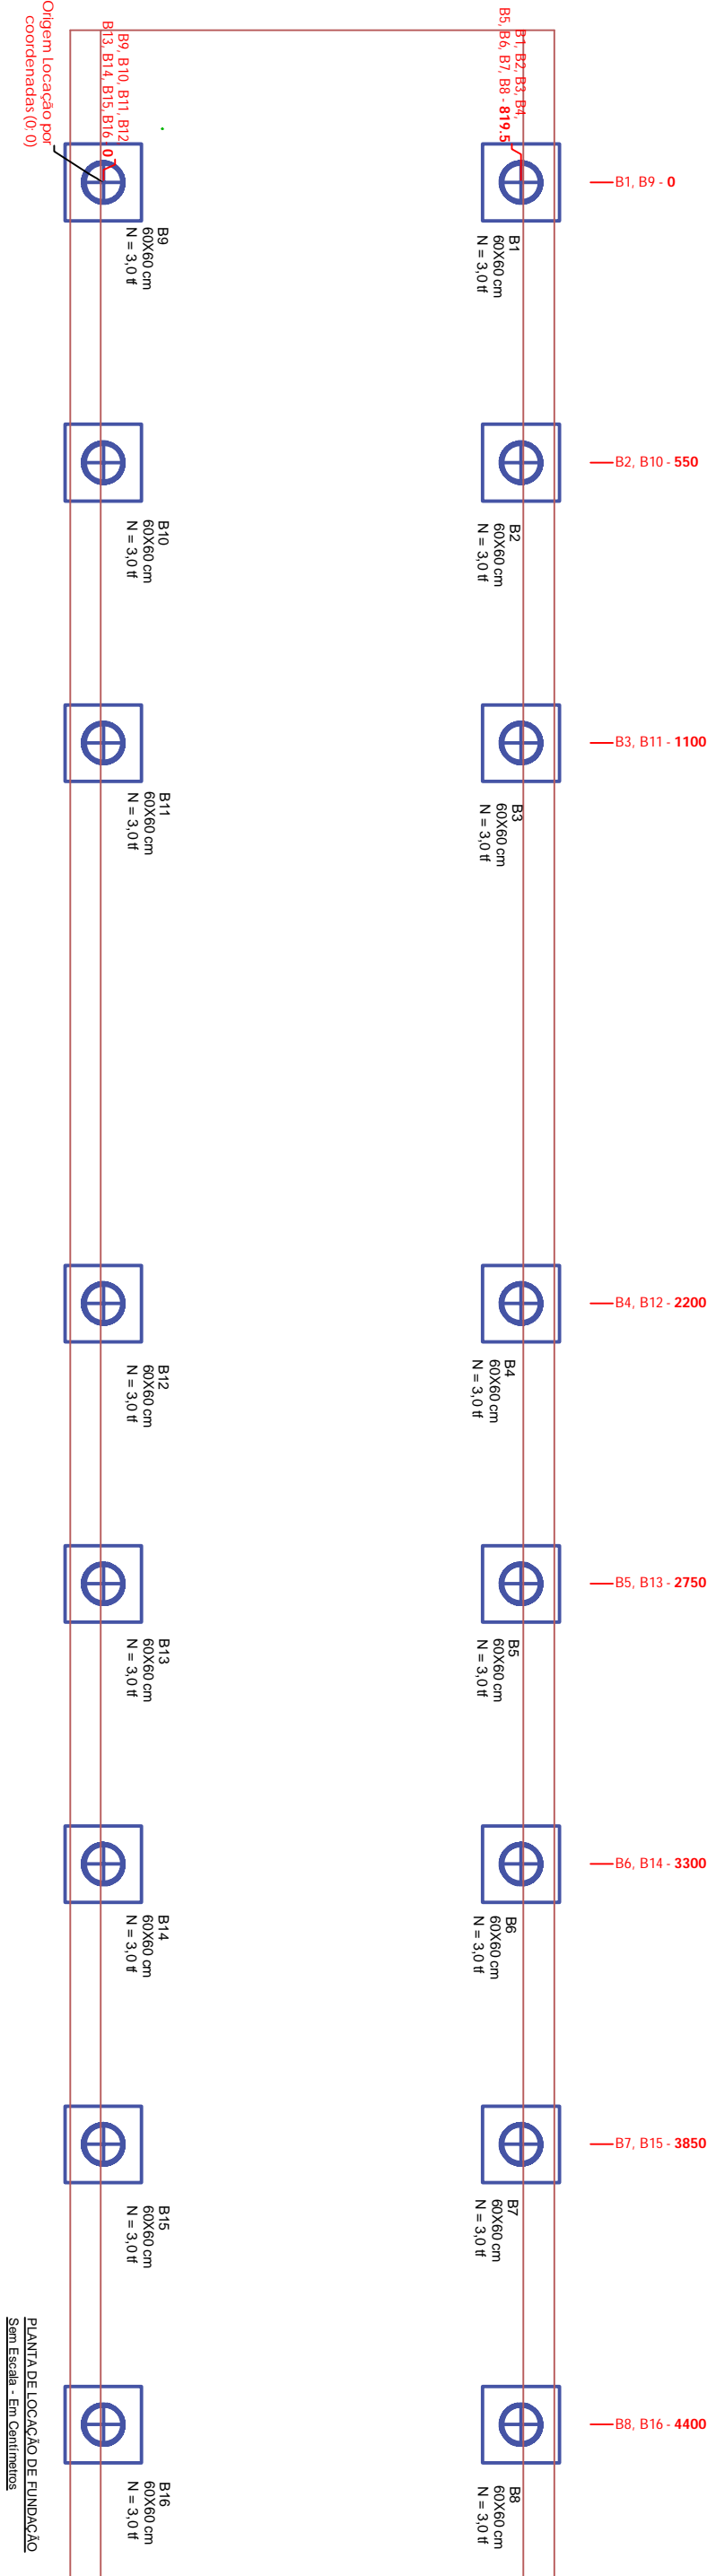 B1, B9 - 0
B1, B2, B3, B4,
B5, B6, B7, B8 - 819.5
B9, B10, B11, B12
B13, B14, B15, B16 - 0
Origem Locação por
coordenadas (0; 0)
B1
60X60 cm
N = 3,0 tf
B9
60X60 cm
N = 3,0 tf
B2, B10 - 550
B2
60X60 cm
N = 3,0 tf
B10
60X60 cm
N = 3,0 tf
B3, B11 - 1100
B3
60X60 cm
N = 3,0 tf
B11
60X60 cm
N = 3,0 tf
B4, B12 - 2200
B4
60X60 cm
N = 3,0 tf
B12
60X60 cm
N = 3,0 tf
B5, B13 - 2750
B5
60X60 cm
N = 3,0 tf
B13
60X60 cm
N = 3,0 tf
B6, B14 - 3300
B6
60X60 cm
N = 3,0 tf
B14
60X60 cm
N = 3,0 tf
B7, B15 - 3850
B7
60X60 cm
N = 3,0 tf
B15
60X60 cm
N = 3,0 tf
B8, B16 - 4400
B8
60X60 cm
N = 3,0 tf
B16
60X60 cm
N = 3,0 tf
PLANTA DE LOCAÇÃO DE FUNDAÇÃO
Sem Escala - Em Centímetros